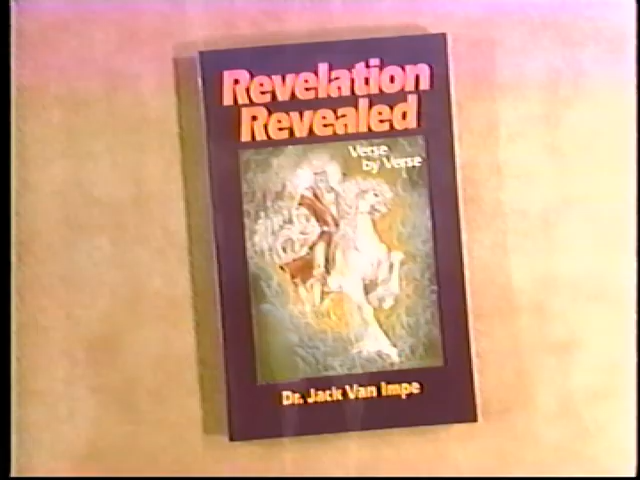 Revelation
Revealed
Verse
by Verse
Dr. Jack Van Impe